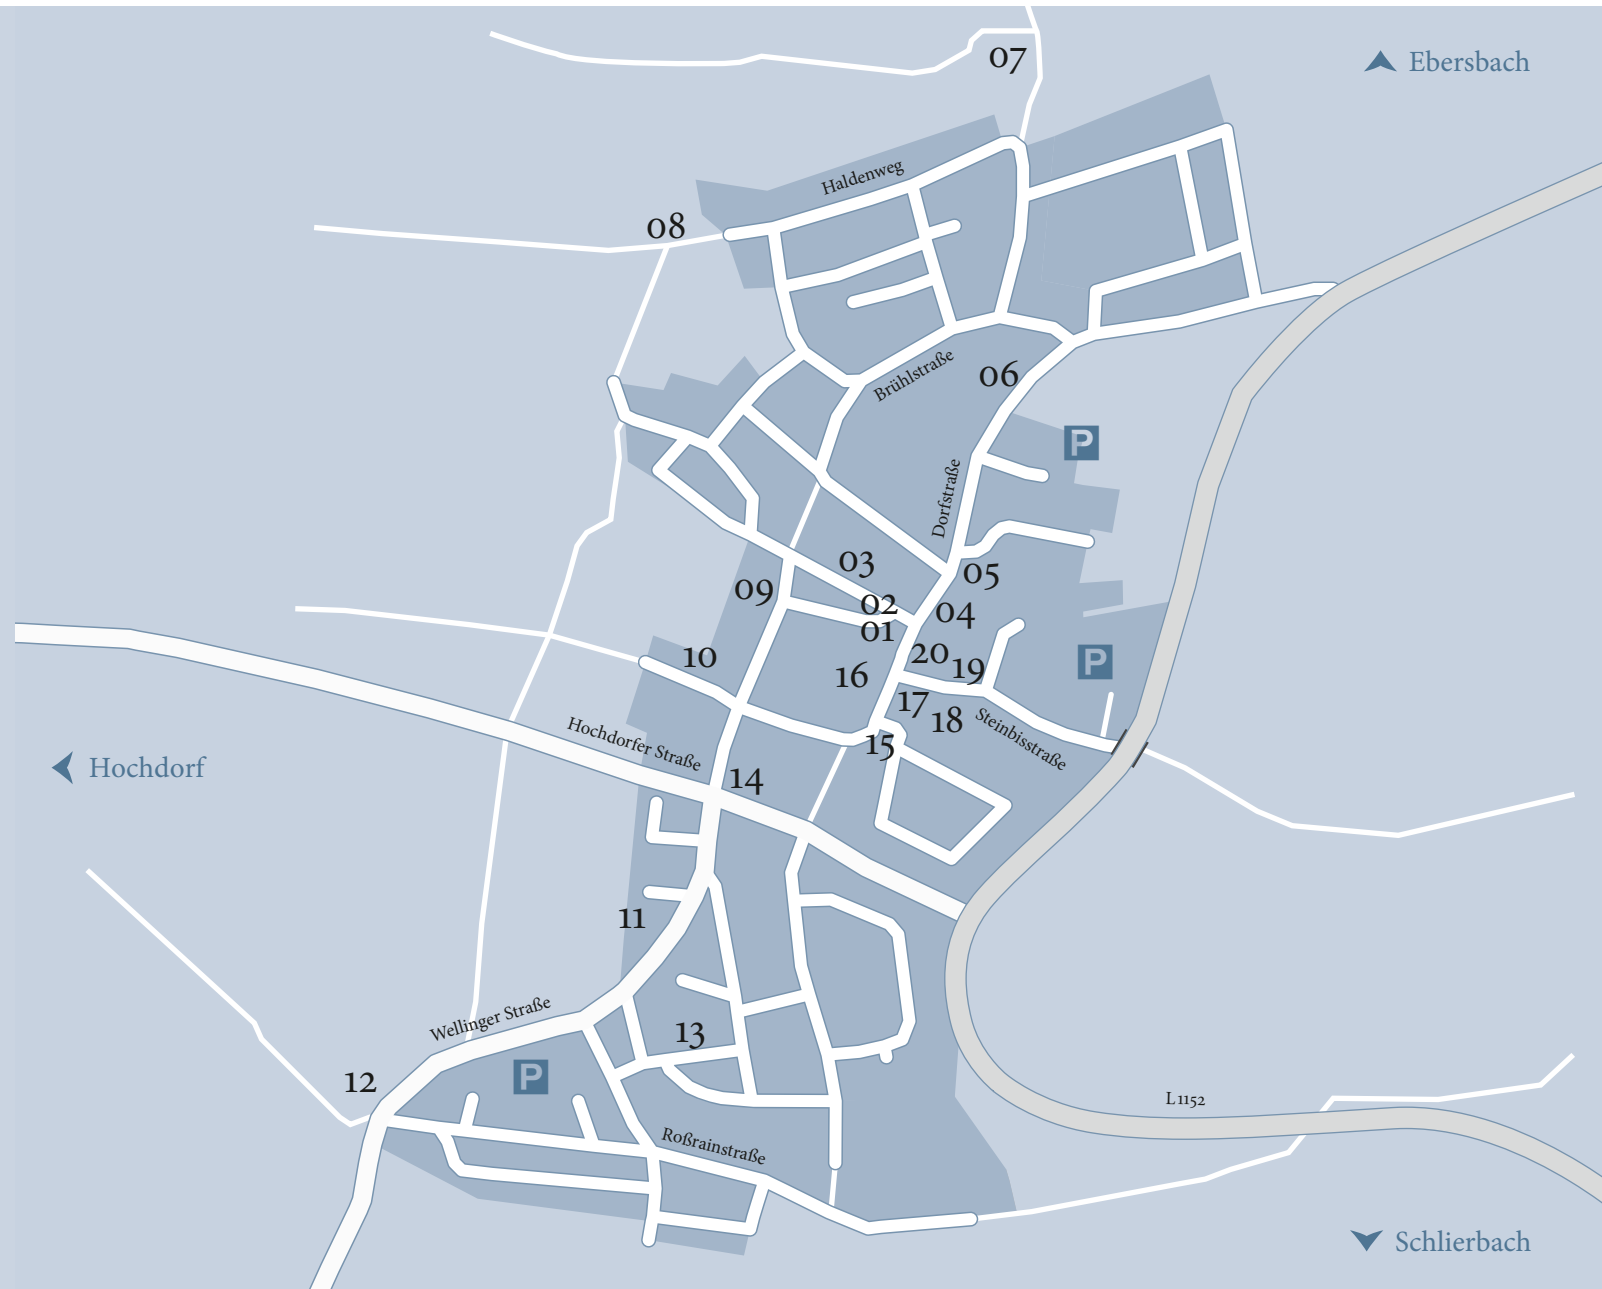 07
Ebersbach
Haldenweg
08
Brühlstraße
06
P
Dorfstraße
03
05
09
02
04
01
20
10
16
19
P
17
18
Steinbisstraße
Hochdorfer Straße
15
Hochdorf
14
11
Wellinger Straße
13
12
P
L 1152
Roßrainstraße
Schlierbach